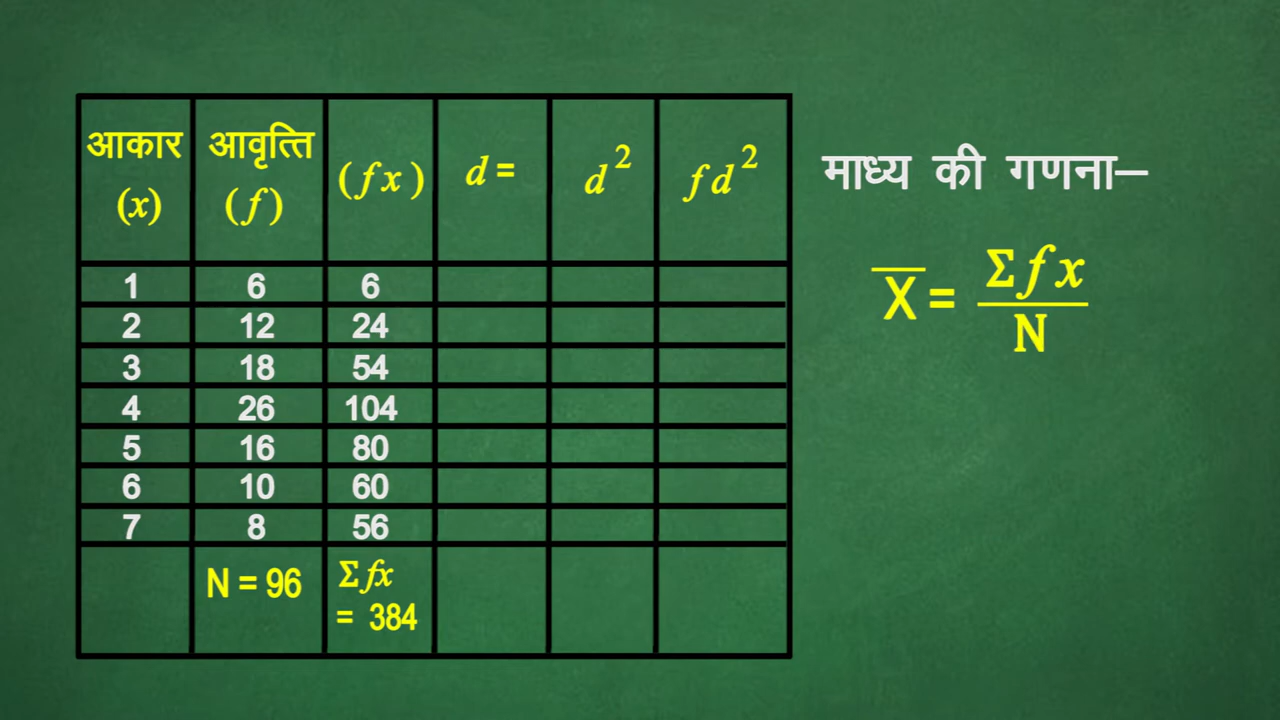 आकार (x) आवृत्ति (f) (fx) d = d² fd²
1 6 6
2 12 24
3 18 54
4 26 104
5 16 80
6 10 60
7 8 56
N = 96 Σfx = 384
माध्य की गणना–
X̅ = Σfx / N